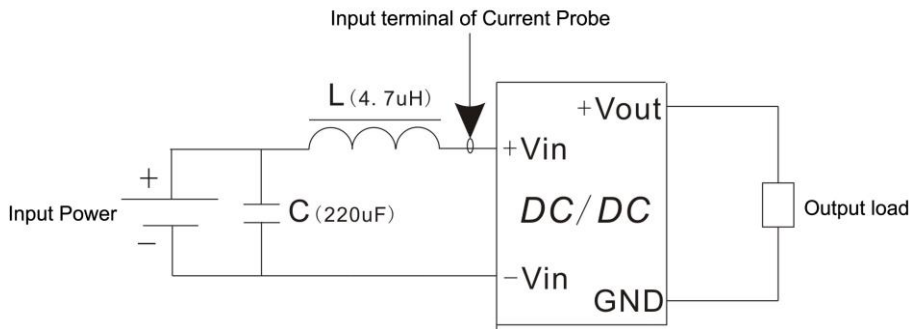 Input terminal of Current Probe
L(4.7uH)
+Vout
+Vin
+
Input Power
C(220uF)
DC/DC
Output load
−
−Vin
GND